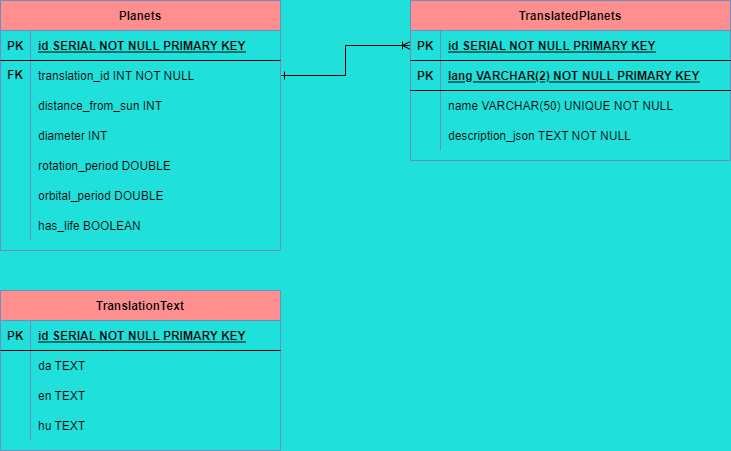 Planets
PK id SERIAL NOT NULL PRIMARY KEY
FK translation_id INT NOT NULL
distance_from_sun INT
diameter INT
rotation_period DOUBLE
orbital_period DOUBLE
has_life BOOLEAN
TranslatedPlanets
PK id SERIAL NOT NULL PRIMARY KEY
PK lang VARCHAR(2) NOT NULL PRIMARY KEY
name VARCHAR(50) UNIQUE NOT NULL
description_json TEXT NOT NULL
TranslationText
PK id SERIAL NOT NULL PRIMARY KEY
da TEXT
en TEXT
hu TEXT